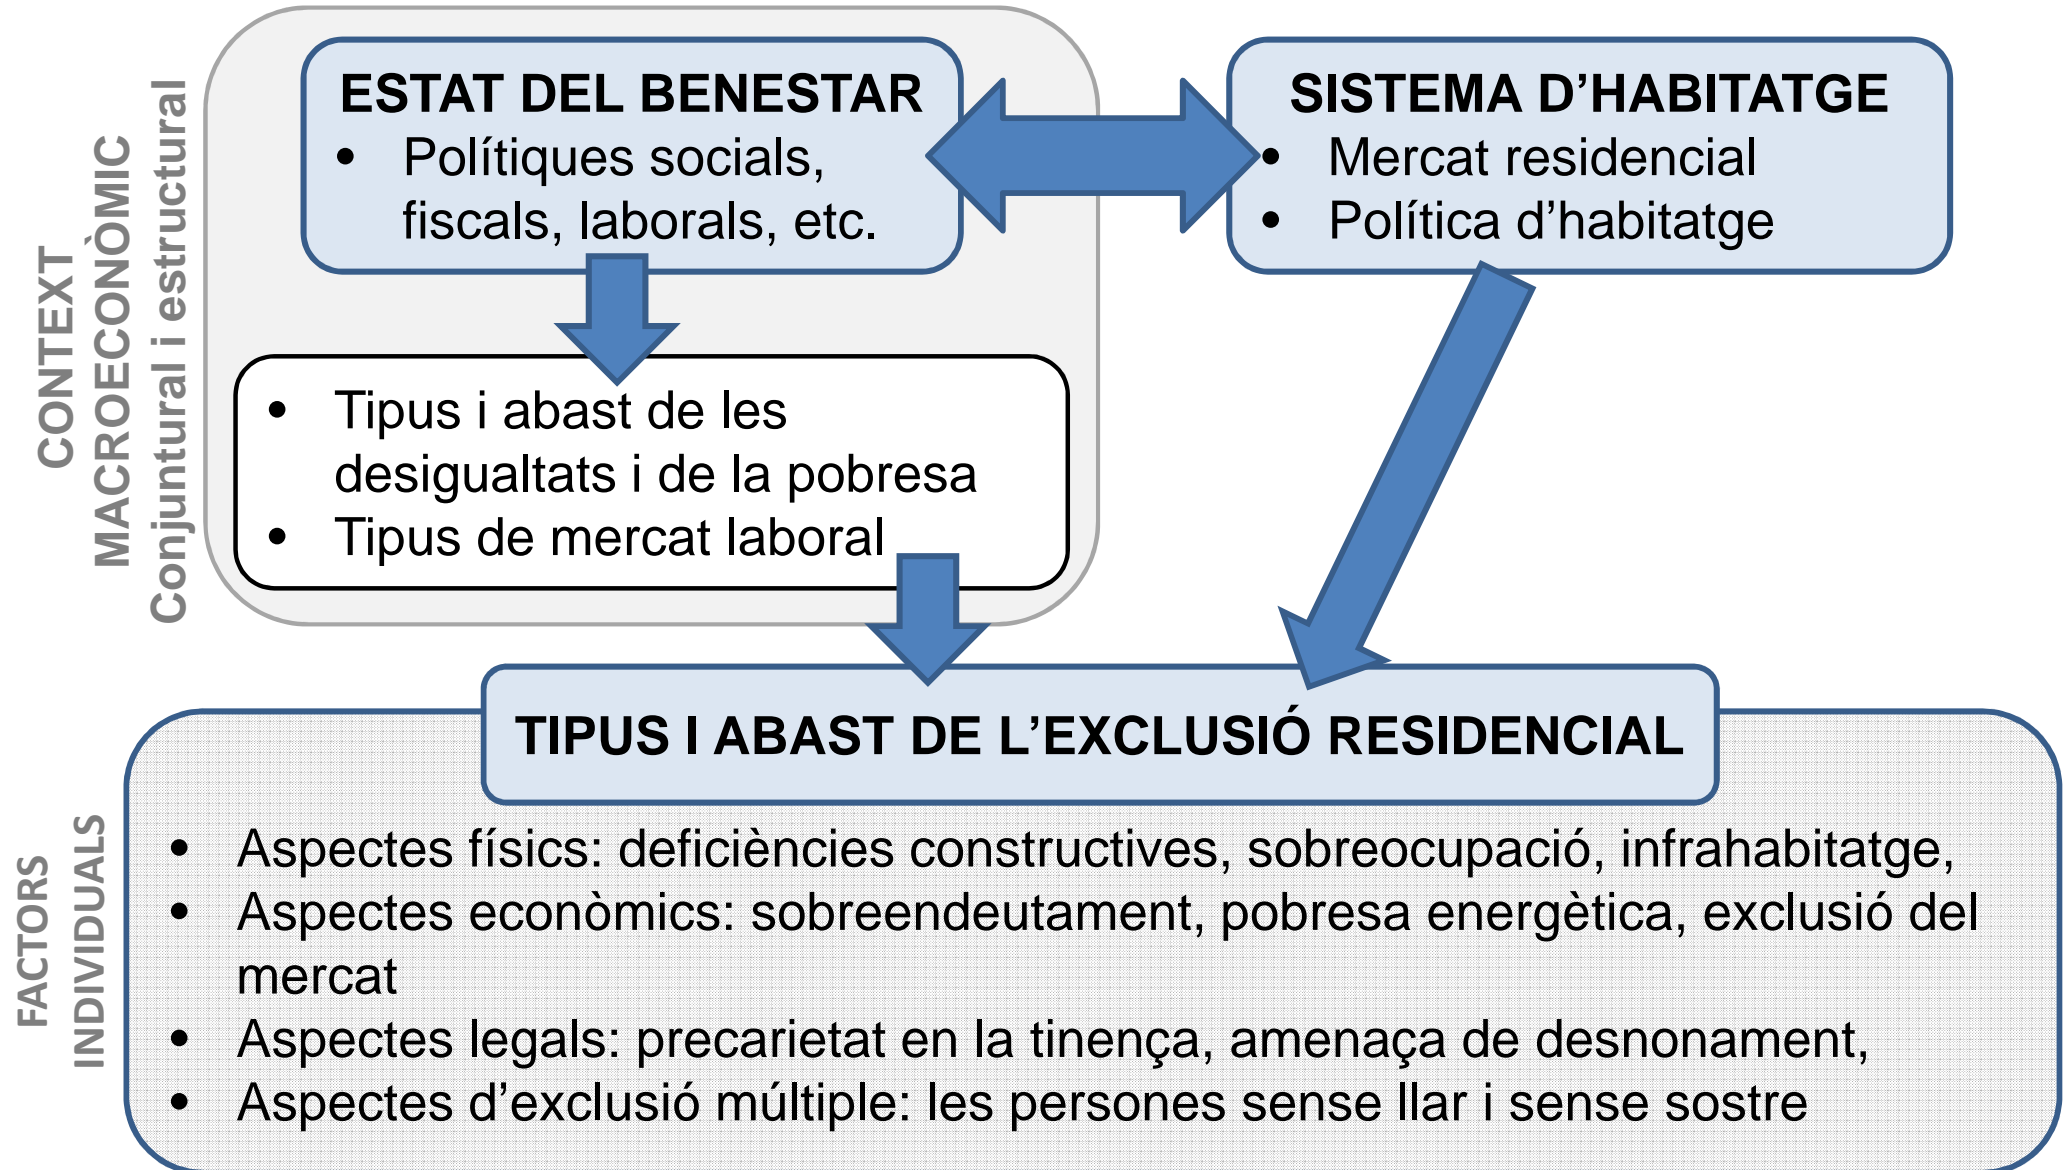 CONTEXT
MACROECONÒMIC
Conjuntural i estructural
ESTAT DEL BENESTAR
• Polítiques socials,
fiscals, laborals, etc.
SISTEMA D’HABITATGE
• Mercat residencial
• Política d’habitatge
• Tipus i abast de les
desigualtats i de la pobresa
• Tipus de mercat laboral
TIPUS I ABAST DE L’EXCLUSIÓ RESIDENCIAL
FACTORS
INDIVIDUALS
• Aspectes físics: deficiències constructives, sobreocupació, infrahabitatge,
• Aspectes econòmics: sobreendeutament, pobresa energètica, exclusió del
mercat
• Aspectes legals: precarietat en la tinença, amenaça de desnonament,
• Aspectes d’exclusió múltiple: les persones sense llar i sense sostre